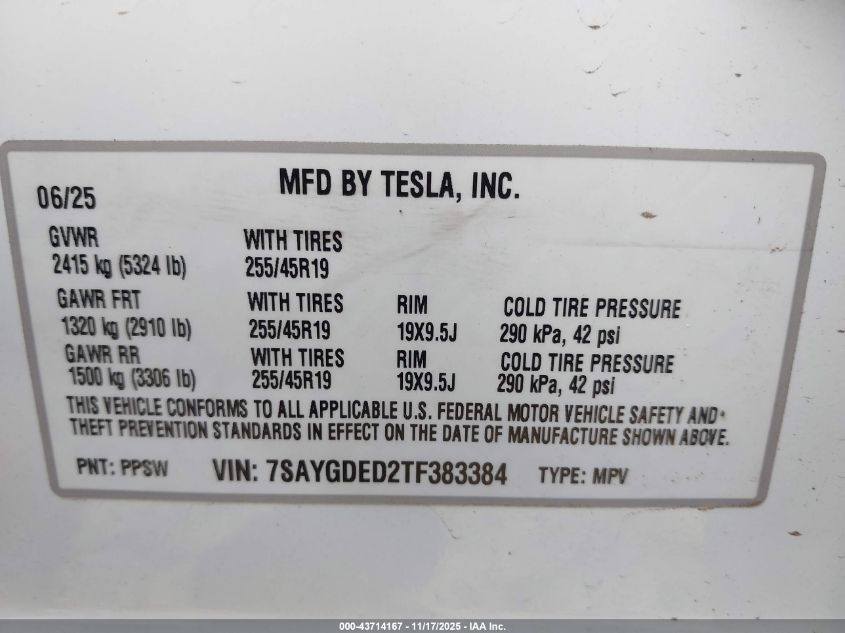 MFD BY TESLA, INC.
06/25
GVWR WITH TIRES
2415 kg (5324 lb) 255/45R19
GAWR FRT WITH TIRES RIM COLD TIRE PRESSURE
1320 kg (2910 lb) 255/45R19 19X9.5J 290 kPa, 42 psi
GAWR RR WITH TIRES RIM COLD TIRE PRESSURE
1500 kg (3306 lb) 255/45R19 19X9.5J 290 kPa, 42 psi
THIS VEHICLE CONFORMS TO ALL APPLICABLE U.S. FEDERAL MOTOR VEHICLE SAFETY AND
THEFT PREVENTION STANDARDS IN EFFECT ON THE DATE OF MANUFACTURE SHOWN ABOVE.
PNT: PPSW VIN: 7SAYGDED2TF383384 TYPE: MPV
000-43714167 - 11/17/2025 - IAA Inc.